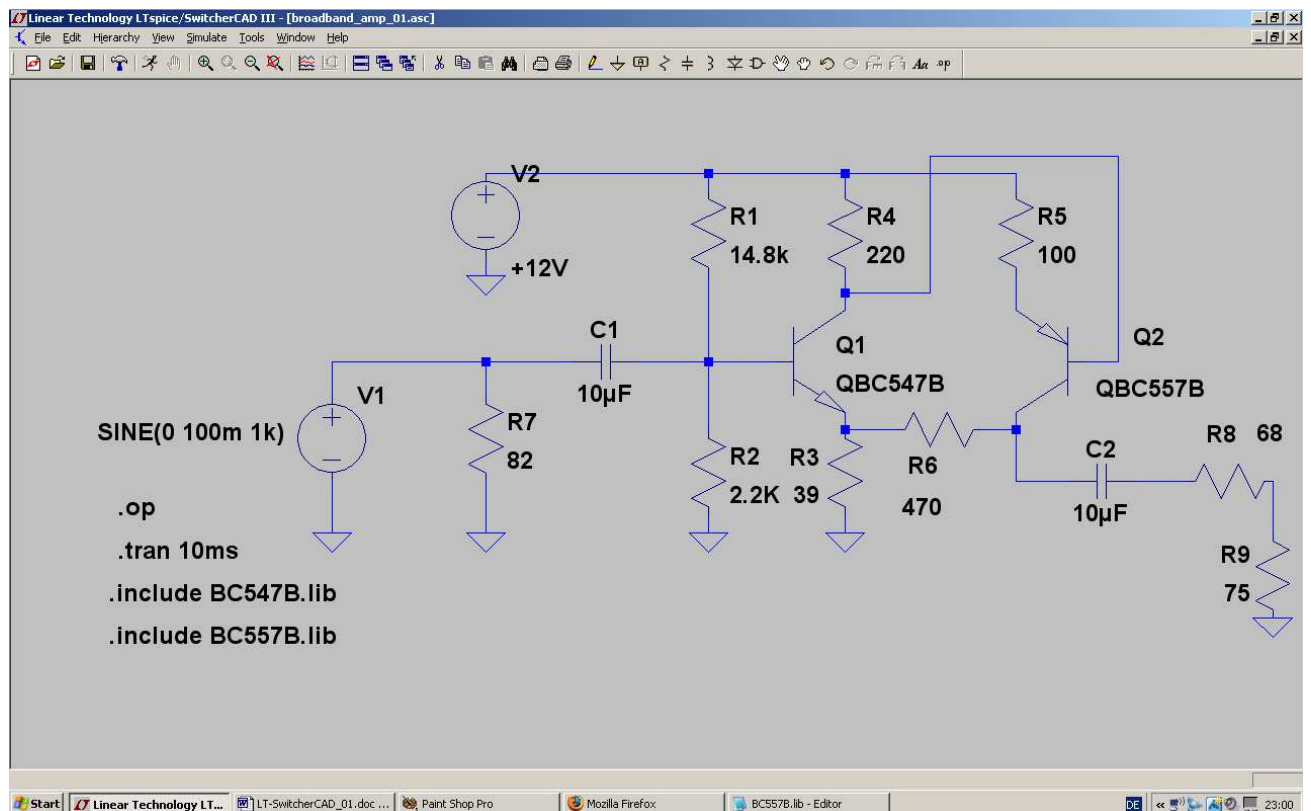 Linear Technology LTspice/SwitcherCAD III - [broadband_amp_01.asc]
File Edit Hierarchy View Simulate Tools Window Help
Aa .op
V2
+12V
R1
14.8k
R4
220
R5
100
C1
10µF
Q1
QBC547B
Q2
QBC557B
V1
SINE(0 100m 1k)
R7
82
R2
2.2K
R3
39
R6
470
C2
10µF
R8 68
R9
75
.op
.tran 10ms
.include BC547B.lib
.include BC557B.lib
Start Linear Technology LT... LT-SwitcherCAD_01.doc ... Paint Shop Pro Mozilla Firefox BC557B.lib - Editor DE 23:00